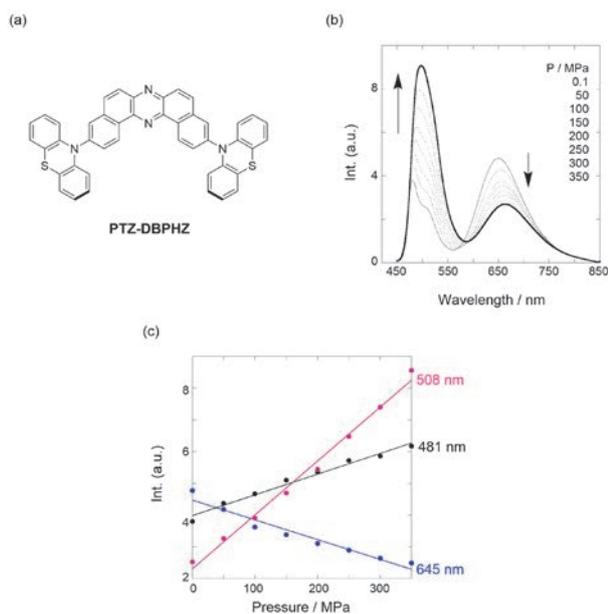 (a)
N
N
N
N
S
S
PTZ-DBPHZ
(b)
Int. (a.u.)
8
4
0
P / MPa
0.1
50
100
150
200
250
300
350
450 550 650 750 850
Wavelength / nm
(c)
Int. (a.u.)
8
6
4
2
508 nm
481 nm
645 nm
0 100 200 300
Pressure / MPa